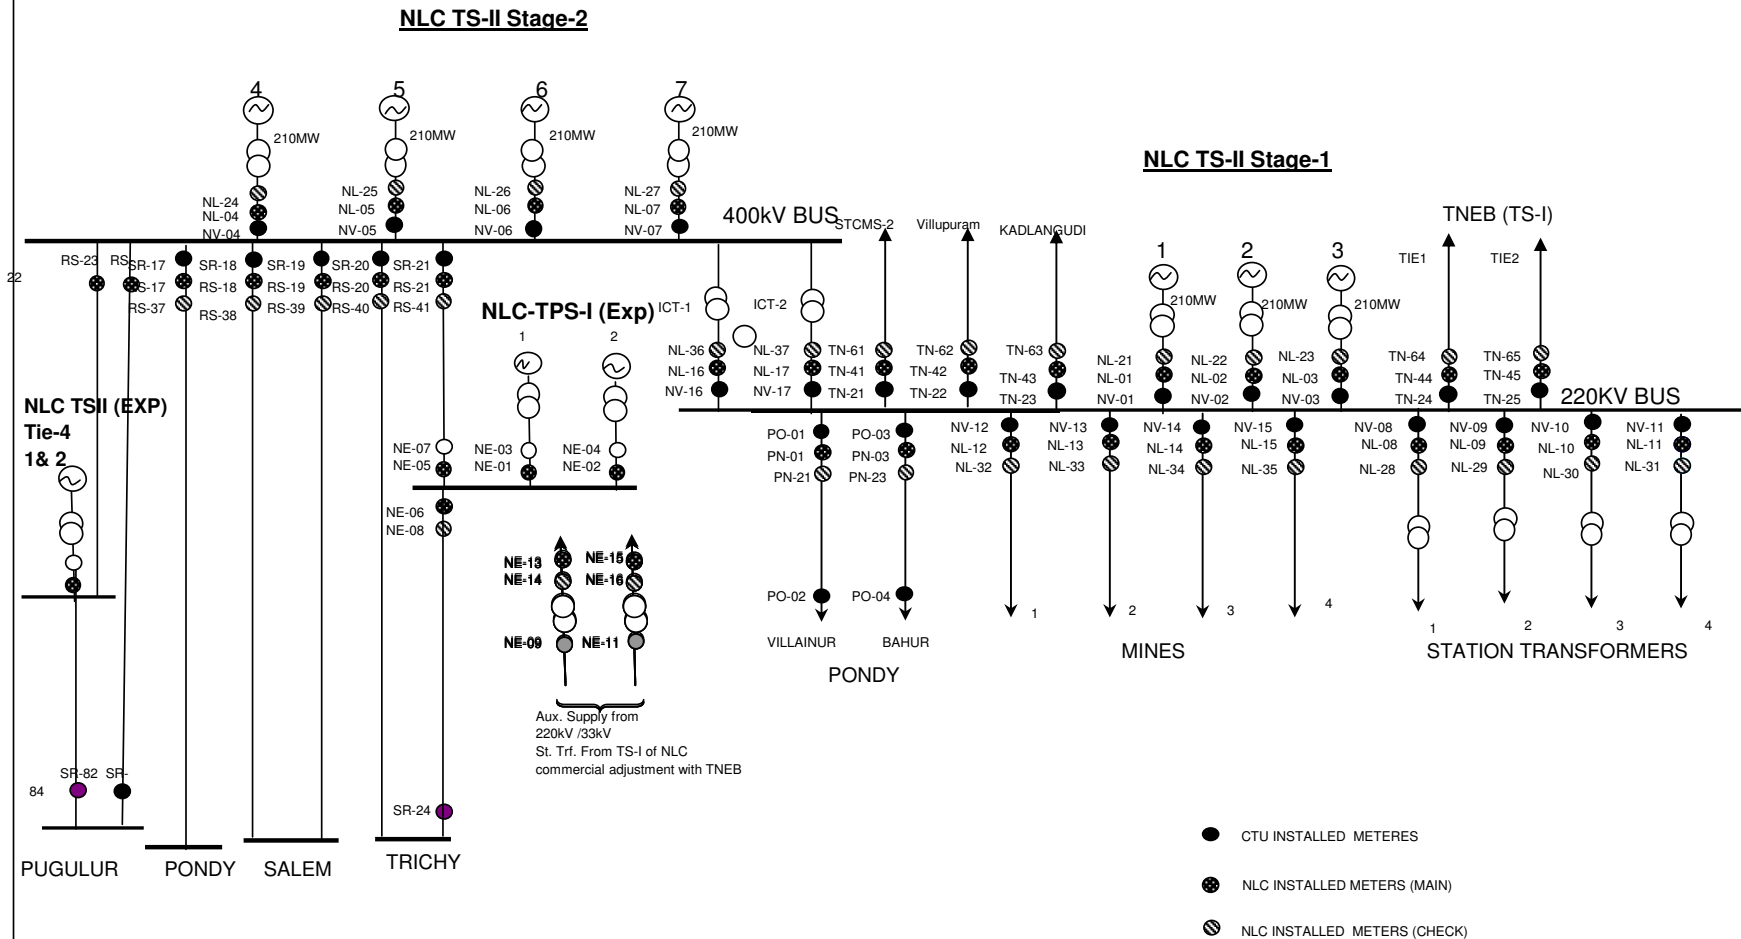 NLC TS-II Stage-2
4
5
6
7
210MW
210MW
210MW
210MW
NL-24
NL-04
NV-04
NL-25
NL-05
NV-05
NL-26
NL-06
NV-06
NL-27
NL-07
NV-07
400kV BUS
STCMS-2
Villupuram
KADLANGUDI
NLC TS-II Stage-1
TNEB (TS-I)
TIE1
TIE2
1
2
3
210MW
210MW
210MW
22
RS-23
RS-
SR-17
RS-17
RS-37
SR-18
RS-18
RS-38
SR-19
RS-19
RS-39
SR-20
RS-20
RS-40
SR-21
RS-21
RS-41
NLC-TPS-I (Exp)
1
2
ICT-1
ICT-2
NL-36
NL-16
NV-16
NL-37
NL-17
NV-17
TN-61
TN-41
TN-21
TN-62
TN-42
TN-22
TN-63
TN-43
TN-23
NL-21
NL-01
NV-01
NL-22
NL-02
NV-02
NL-23
NL-03
NV-03
TN-64
TN-44
TN-24
TN-65
TN-45
TN-25
220KV BUS
NLC TSII (EXP)
Tie-4
1& 2
NE-07
NE-05
NE-03
NE-01
NE-04
NE-02
NE-06
NE-08
PO-01
PN-01
PN-21
PO-03
PN-03
PN-23
NV-12
NL-12
NL-32
NV-13
NL-13
NL-33
NV-14
NL-14
NL-34
NV-15
NL-15
NL-35
NV-08
NL-08
NL-28
NV-09
NL-09
NL-29
NV-10
NL-10
NL-30
NV-11
NL-11
NL-31
NE-13
NE-14
NE-09
NE-15
NE-16
NE-11
PO-02
PO-04
VILLAINUR
BAHUR
PONDY
1
2
3
4
MINES
1
2
3
4
STATION TRANSFORMERS
Aux. Supply from
220kV /33kV
St. Trf. From TS-I of NLC
commercial adjustment with TNEB
SR-82
SR-
84
SR-24
PUGULUR
PONDY
SALEM
TRICHY
CTU INSTALLED METERES
NLC INSTALLED METERS (MAIN)
NLC INSTALLED METERS (CHECK)